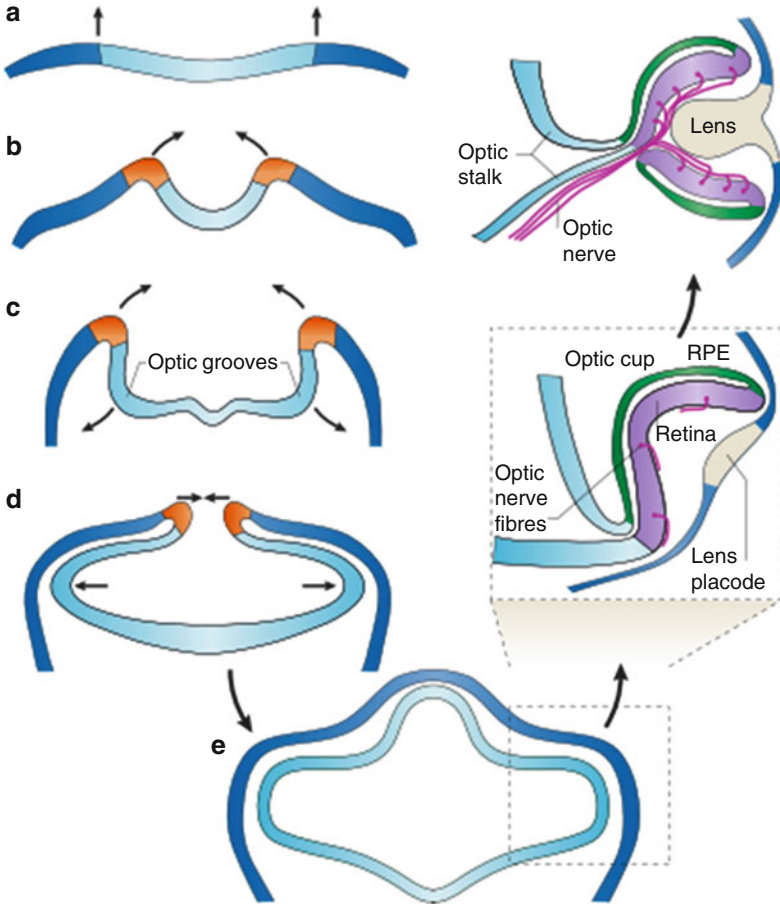 a
b
c
Optic grooves
d
e
Optic cup
RPE
Retina
Optic
nerve
fibres
Lens
placode
Lens
Optic
stalk
Optic
nerve